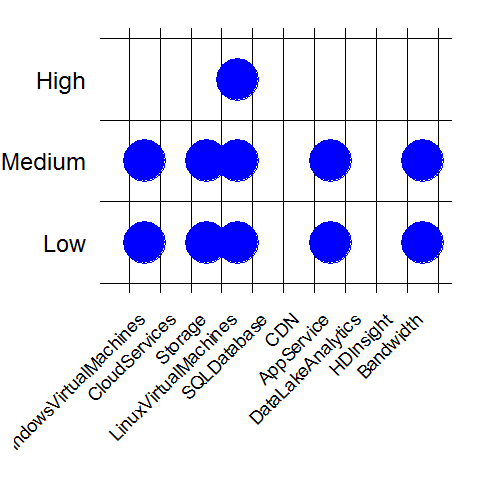 High
Medium
Low
ndowsVirtualMachines
CloudServices
Storage
LinuxVirtualMachines
SQLDatabase
CDN
AppService
DataLakeAnalytics
HDInsight
Bandwidth